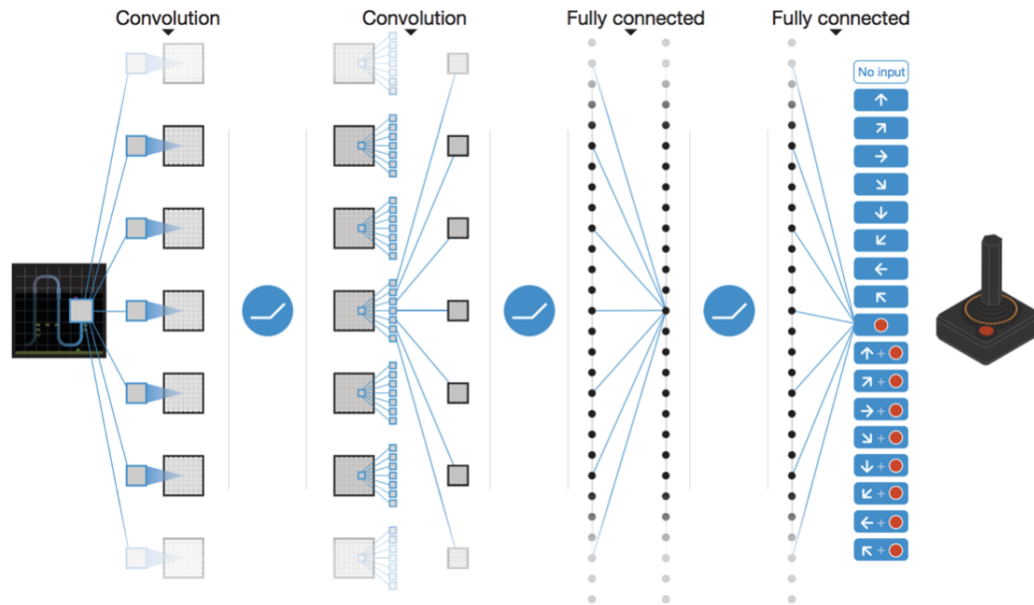 Convolution
Convolution
Fully connected
Fully connected
No input
+
+
+
+
+
+
+
+